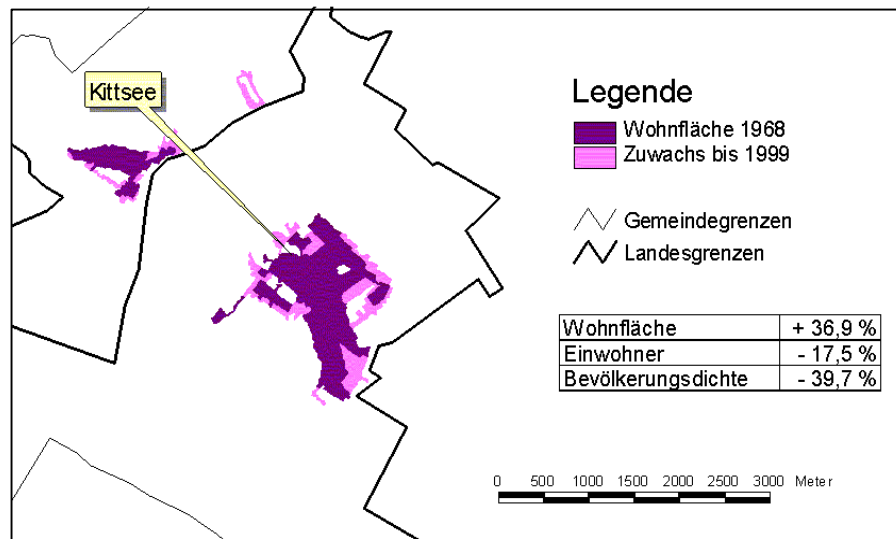 Kittsee
Legende
Wohnfläche 1968
Zuwachs bis 1999
Gemeindegrenzen
Landesgrenzen
Wohnfläche + 36,9 %
Einwohner - 17,5 %
Bevölkerungsdichte - 39,7 %
0 500 1000 1500 2000 2500 3000 Meter